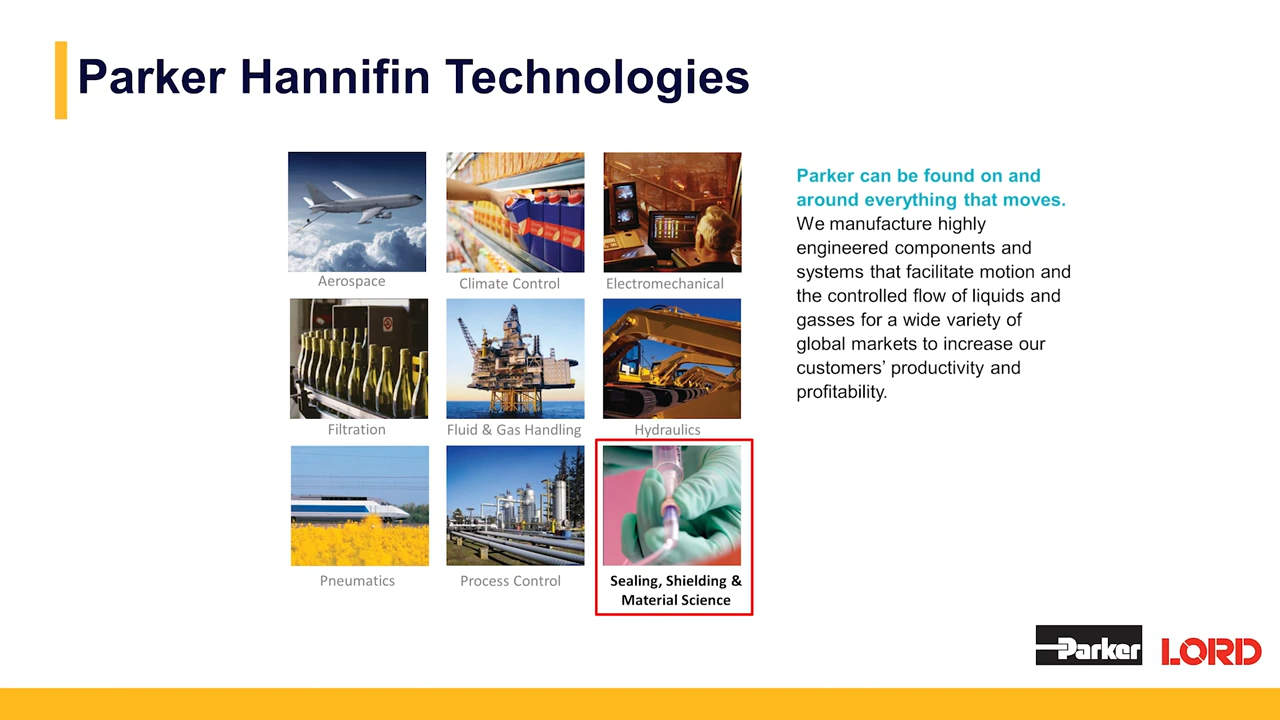 Parker Hannifin Technologies
Aerospace
Climate Control
Electromechanical
Filtration
Fluid & Gas Handling
Hydraulics
Pneumatics
Process Control
Sealing, Shielding &
Material Science
Parker can be found on and
around everything that moves.
We manufacture highly
engineered components and
systems that facilitate motion and
the controlled flow of liquids and
gasses for a wide variety of
global markets to increase our
customers’ productivity and
profitability.
Parker
LORD